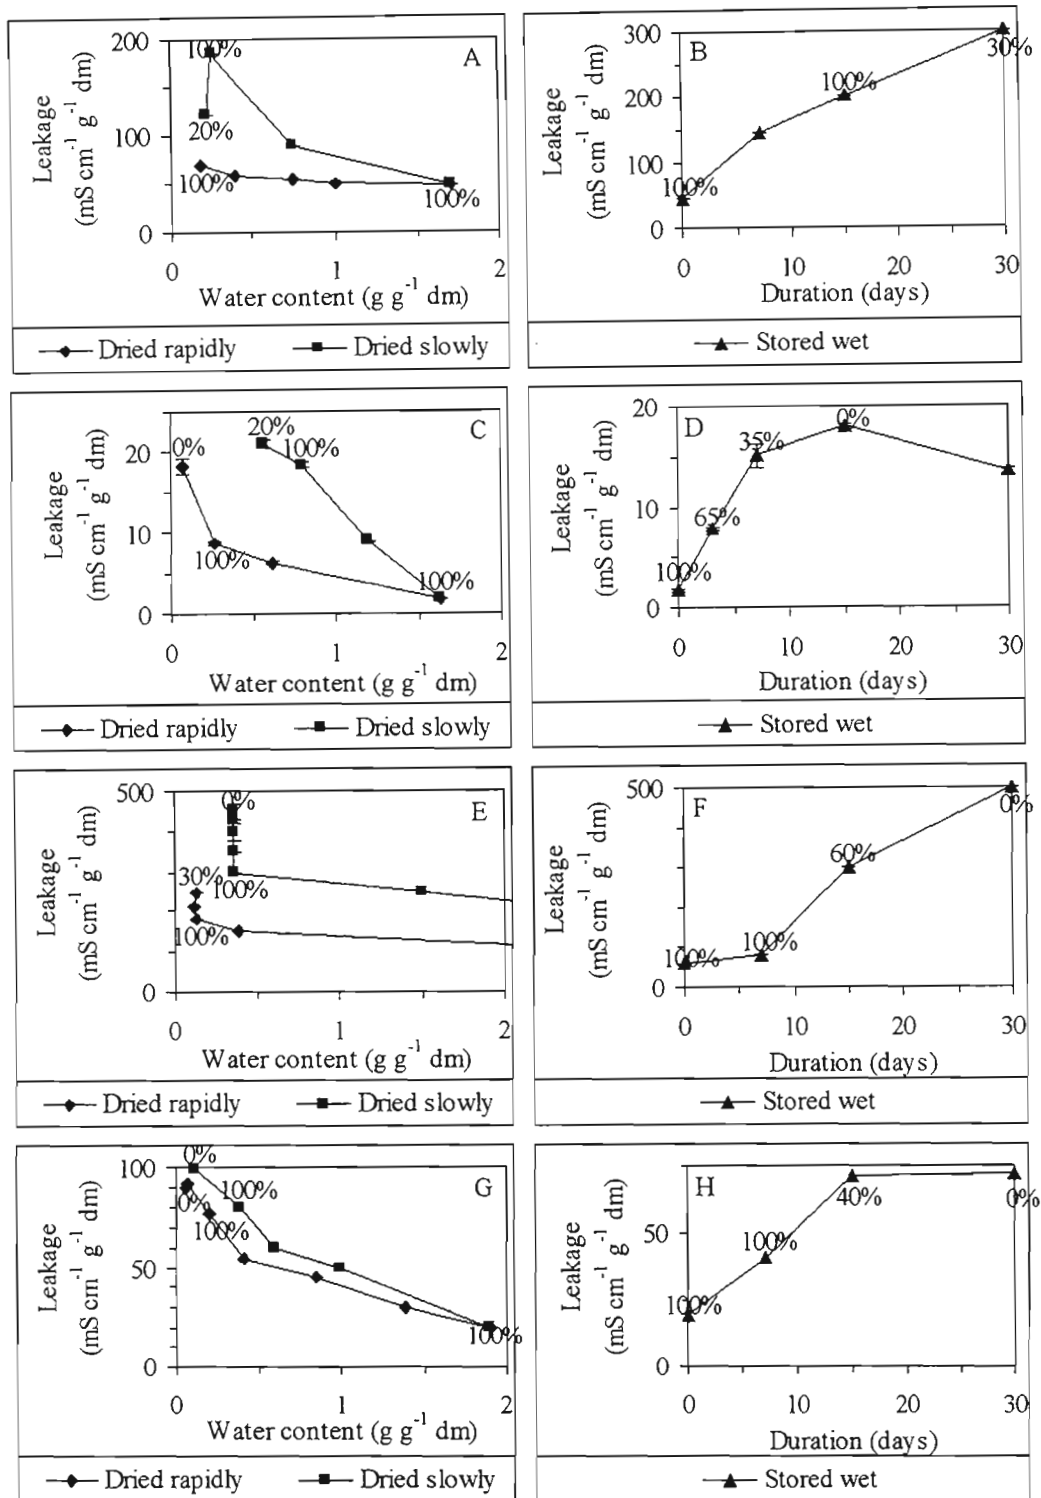 A
Leakage
(mS cm⁻¹ g⁻¹ dm)
200
100
0
100%
20%
100%
100%
0 1 2
Water content (g g⁻¹ dm)
Dried rapidly Dried slowly
B
Leakage
(mS cm⁻¹ g⁻¹ dm)
300
200
100
0
100%
100%
30%
0 10 20 30
Duration (days)
Stored wet
C
Leakage
(mS cm⁻¹ g⁻¹ dm)
20
10
0
0%
20%
100%
100%
100%
0 1 2
Water content (g g⁻¹ dm)
Dried rapidly Dried slowly
D
Leakage
(mS cm⁻¹ g⁻¹ dm)
20
10
0
100%
65%
35%
0%
0 10 20 30
Duration (days)
Stored wet
E
Leakage
(mS cm⁻¹ g⁻¹ dm)
500
0
0%
30%
100%
100%
0 1 2
Water content (g g⁻¹ dm)
Dried rapidly Dried slowly
F
Leakage
(mS cm⁻¹ g⁻¹ dm)
500
0
100%
100%
60%
0%
0 10 20 30
Duration (days)
Stored wet
G
Leakage
(mS cm⁻¹ g⁻¹ dm)
100
50
0
0%
100%
0%
100%
100%
0 1 2
Water content (g g⁻¹ dm)
Dried rapidly Dried slowly
H
Leakage
(mS cm⁻¹ g⁻¹ dm)
50
0
100%
100%
40%
0%
0 10 20 30
Duration (days)
Stored wet